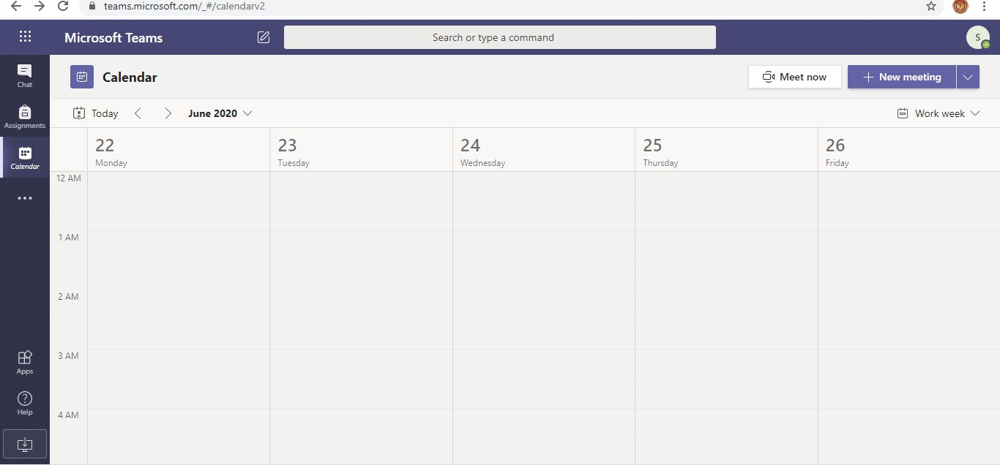 teams.microsoft.com/_#/calendarv2
Microsoft Teams
Search or type a command
S
Chat
Assignments
Calendar
Apps
Help
Calendar
Meet now
New meeting
Today
June 2020
Work week
22
Monday
23
Tuesday
24
Wednesday
25
Thursday
26
Friday
12 AM
1 AM
2 AM
3 AM
4 AM